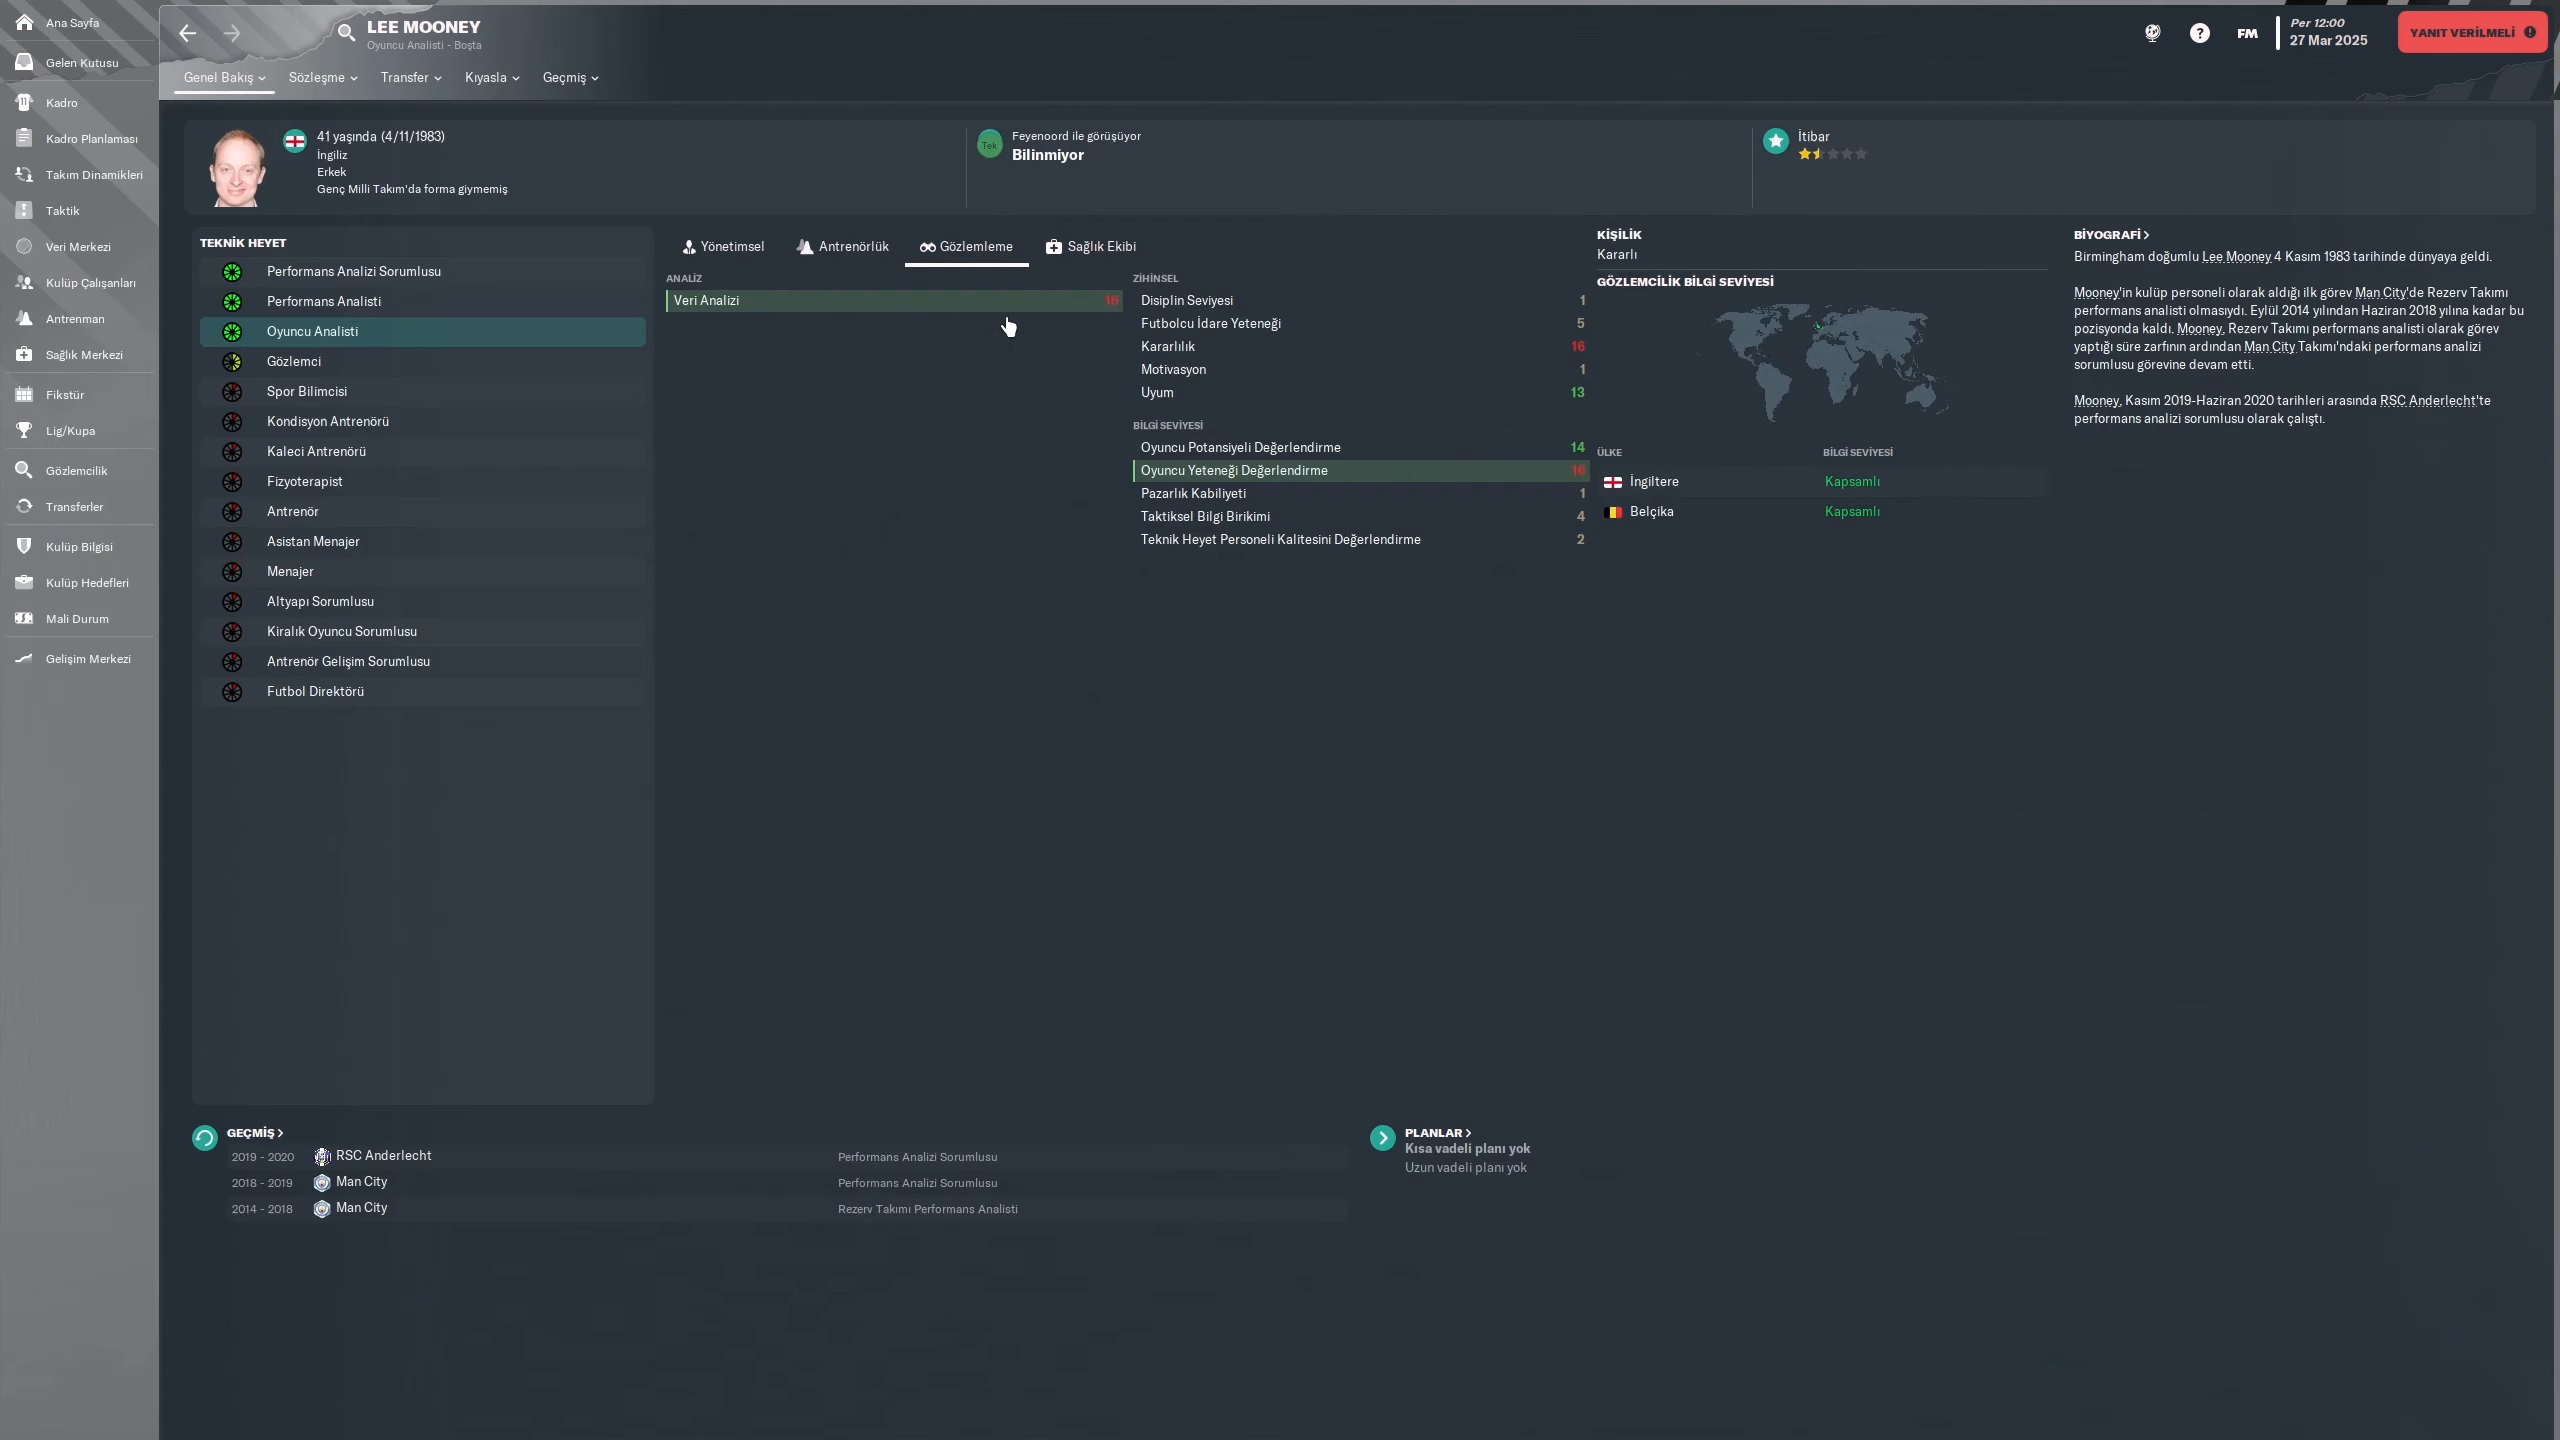 Ana Sayfa
Gelen Kutusu
Kadro
Kadro Planlaması
Takım Dinamikleri
Taktik
Veri Merkezi
Kulüp Çalışanları
Antrenman
Sağlık Merkezi
Fikstür
Lig/Kupa
Gözlemcilik
Transferler
Kulüp Bilgisi
Kulüp Hedefleri
Mali Durum
Gelişim Merkezi
LEE MOONEY
Oyuncu Analisti - Boşta
Genel Bakış
Sözleşme
Transfer
Kıyasla
Geçmiş
FM
Per 12:00
27 Mar 2025
YANIT VERİLMELİ
41 yaşında (4/11/1983)
İngiliz
Erkek
Genç Milli Takım'da forma giymemiş
Tek
Feyenoord ile görüşüyor
Bilinmiyor
İtibar
TEKNİK HEYET
Performans Analizi Sorumlusu
Performans Analisti
Oyuncu Analisti
Gözlemci
Spor Bilimcisi
Kondisyon Antrenörü
Kaleci Antrenörü
Fizyoterapist
Antrenör
Asistan Menajer
Menajer
Altyapı Sorumlusu
Kiralık Oyuncu Sorumlusu
Antrenör Gelişim Sorumlusu
Futbol Direktörü
Yönetimsel
Antrenörlük
Gözlemleme
Sağlık Ekibi
ANALİZ
Veri Analizi 16
ZİHİNSEL
Disiplin Seviyesi 1
Futbolcu İdare Yeteneği 5
Kararlılık 16
Motivasyon 1
Uyum 13
BİLGİ SEVİYESİ
Oyuncu Potansiyeli Değerlendirme 14
Oyuncu Yeteneği Değerlendirme 16
Pazarlık Kabiliyeti 1
Taktiksel Bilgi Birikimi 4
Teknik Heyet Personeli Kalitesini Değerlendirme 2
KİŞİLİK
Kararlı
GÖZLEMCİLİK BİLGİ SEVİYESİ
ÜLKE BİLGİ SEVİYESİ
İngiltere Kapsamlı
Belçika Kapsamlı
BİYOGRAFİ
Birmingham doğumlu Lee Mooney 4 Kasım 1983 tarihinde dünyaya geldi.
Mooney'in kulüp personeli olarak aldığı ilk görev Man City'de Rezerv Takımı
performans analisti olmasıydı. Eylül 2014 yılından Haziran 2018 yılına kadar bu
pozisyonda kaldı. Mooney, Rezerv Takımı performans analisti olarak görev
yaptığı süre zarfının ardından Man City Takımı'ndaki performans analizi
sorumlusu görevine devam etti.
Mooney, Kasım 2019-Haziran 2020 tarihleri arasında RSC Anderlecht'te
performans analizi sorumlusu olarak çalıştı.
GEÇMİŞ
2019 - 2020 RSC Anderlecht Performans Analizi Sorumlusu
2018 - 2019 Man City Performans Analizi Sorumlusu
2014 - 2018 Man City Rezerv Takımı Performans Analisti
PLANLAR
Kısa vadeli planı yok
Uzun vadeli planı yok